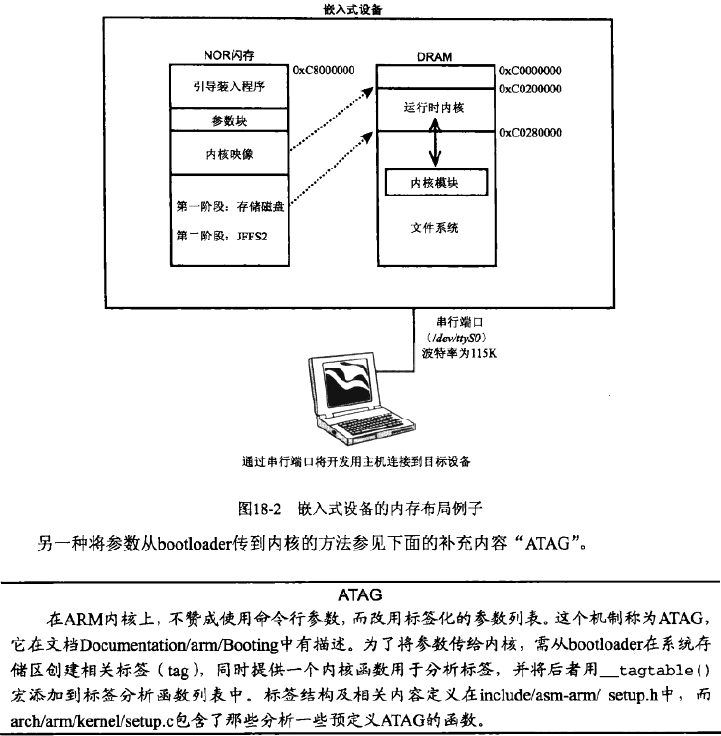 嵌入式设备
NOR闪存
0xC8000000
引导装入程序
参数块
内核映像
第一阶段：存储磁盘
第二阶段：JFFS2
DRAM
0xC0000000
0xC0200000
运行时内核
0xC0280000
内核模块
文件系统
串行端口
（/dev/ttyS0）
波特率为115K
通过串行端口将开发用主机连接到目标设备
图18-2 嵌入式设备的内存布局例子
另一种将参数从bootloader传到内核的方法参见下面的补充内容“ATAG”。
ATAG
在ARM内核上，不赞成使用命令行参数，而改用标签化的参数列表。这个机制称为ATAG，
它在文档Documentation/arm/Booting中有描述。为了将参数传给内核，需从bootloader在系统存
储区创建相关标签（tag），同时提供一个内核函数用于分析标签，并将后者用__tagtable()
宏添加到标签分析函数列表中。标签结构及相关内容定义在include/asm-arm/ setup.h中，而
arch/arm/kernel/setup.c包含了那些分析一些预定义ATAG的函数。